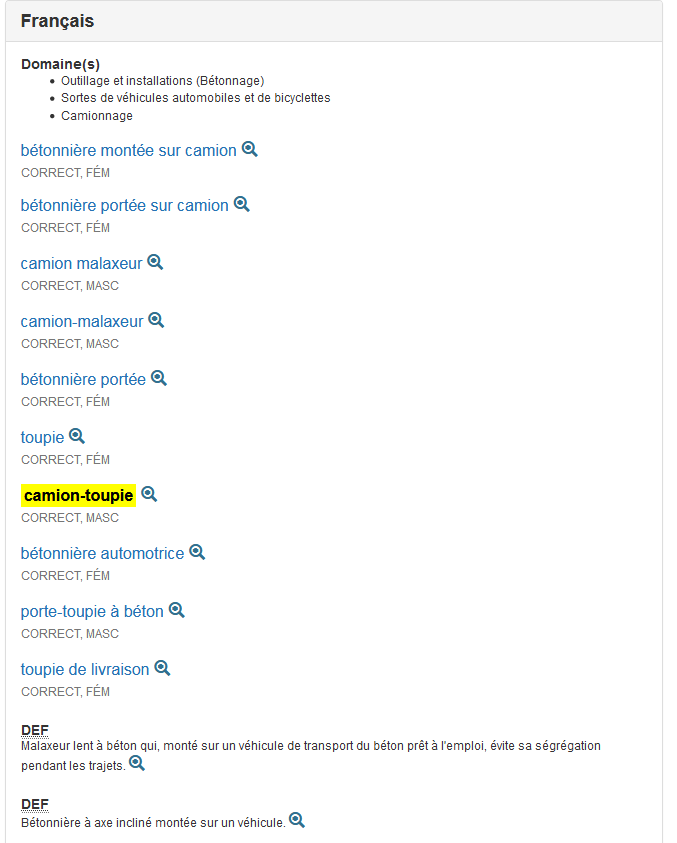 Français
Domaine(s)
• Outillage et installations (Bétonnage)
• Sortes de véhicules automobiles et de bicyclettes
• Camionnage
bétonnière montée sur camion
CORRECT, FÉM
bétonnière portée sur camion
CORRECT, FÉM
camion malaxeur
CORRECT, MASC
camion-malaxeur
CORRECT, MASC
bétonnière portée
CORRECT, FÉM
toupie
CORRECT, FÉM
camion-toupie
CORRECT, MASC
bétonnière automotrice
CORRECT, FÉM
porte-toupie à béton
CORRECT, MASC
toupie de livraison
CORRECT, FÉM
DEF
Malaxeur lent à béton qui, monté sur un véhicule de transport du béton prêt à l'emploi, évite sa ségrégation
pendant les trajets.
DEF
Bétonnière à axe incliné montée sur un véhicule.